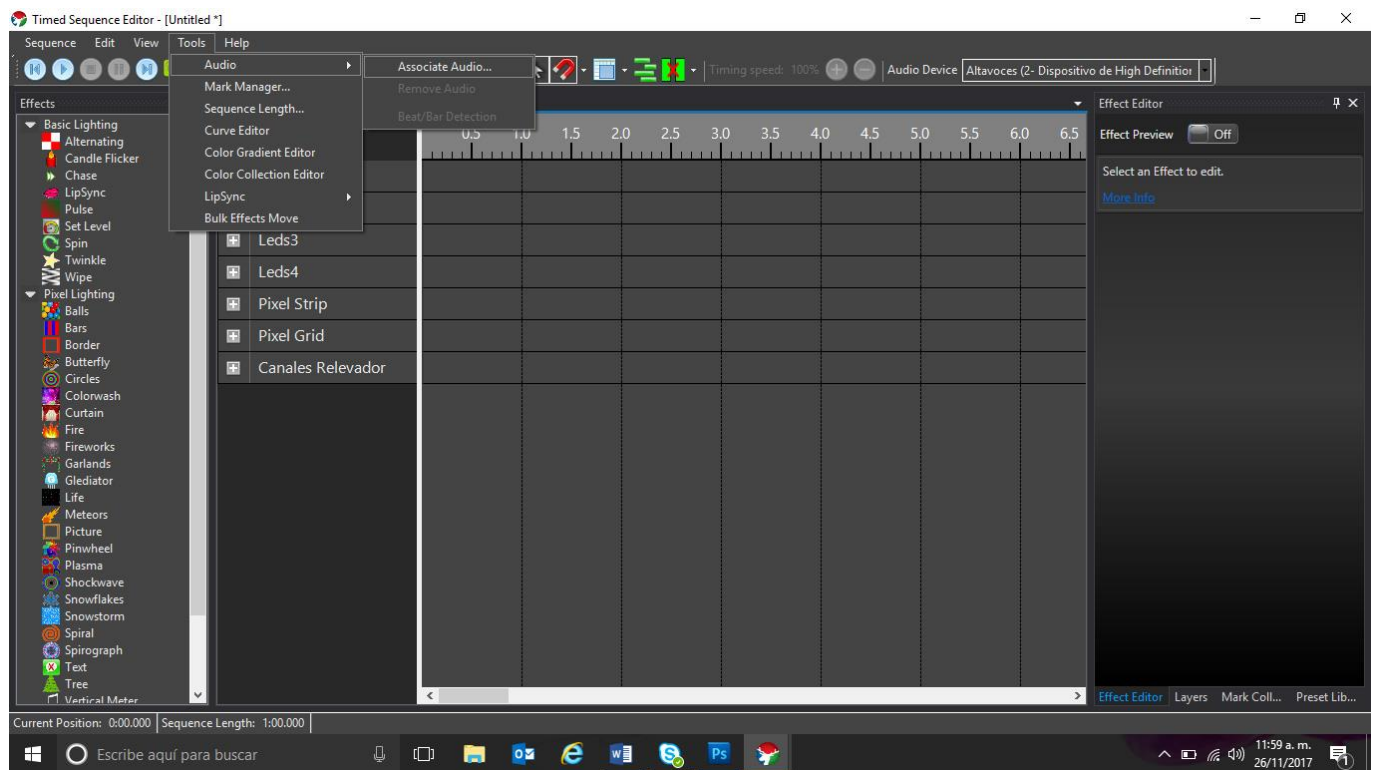 Timed Sequence Editor - [Untitled *]
Sequence Edit View Tools Help
Timing speed: 100% Audio Device Altavoces (2- Dispositivo de High Definitior
Audio
Mark Manager...
Sequence Length...
Curve Editor
Color Gradient Editor
Color Collection Editor
LipSync
Bulk Effects Move
Associate Audio...
Remove Audio
Beat/Bar Detection
Effects
Basic Lighting
Alternating
Candle Flicker
Chase
LipSync
Pulse
Set Level
Spin
Twinkle
Wipe
Pixel Lighting
Balls
Bars
Border
Butterfly
Circles
Colorwash
Curtain
Fire
Fireworks
Garlands
Glediator
Life
Meteors
Picture
Pinwheel
Plasma
Shockwave
Snowflakes
Snowstorm
Spiral
Spirograph
Text
Tree
Vertical Meter
0.5 1.0 1.5 2.0 2.5 3.0 3.5 4.0 4.5 5.0 5.5 6.0 6.5
Leds3
Leds4
Pixel Strip
Pixel Grid
Canales Relevador
Effect Editor
Effect Preview Off
Select an Effect to edit.
More Info
Effect Editor Layers Mark Coll... Preset Lib...
Current Position: 0:00.000 Sequence Length: 1:00.000
Escribe aquí para buscar
11:59 a. m.
26/11/2017